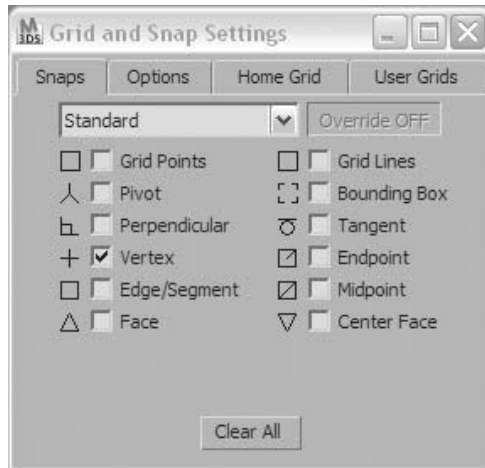 M 3DS Grid and Snap Settings
Snaps Options Home Grid User Grids
Standard Override OFF
Grid Points Grid Lines
Pivot Bounding Box
Perpendicular Tangent
Vertex Endpoint
Edge/Segment Midpoint
Face Center Face
Clear All